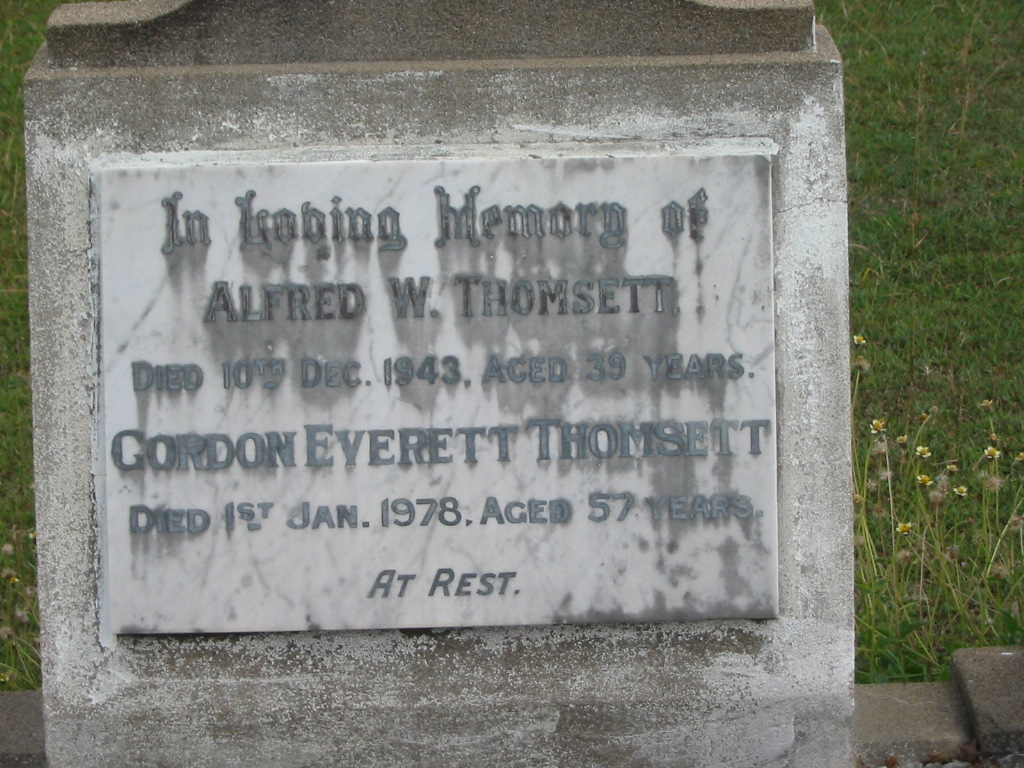 In Loving Memory of
ALFRED W. THOMSETT.
DIED 10TH DEC. 1943, AGED 39 YEARS.
GORDON EVERETT THOMSETT
DIED 1ST JAN. 1978, AGED 57 YEARS.
AT REST.